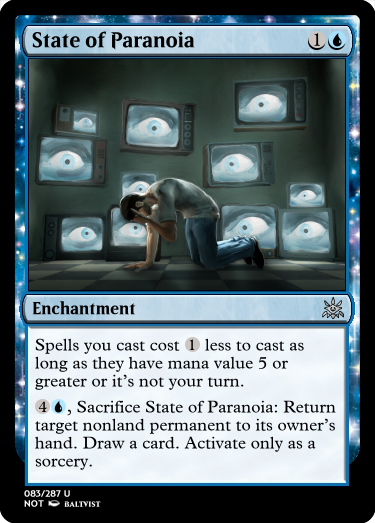 State of Paranoia 1
Enchantment
Spells you cast cost 1 less to cast as
long as they have mana value 5 or
greater or it's not your turn.
4, Sacrifice State of Paranoia: Return
target nonland permanent to its owner's
hand. Draw a card. Activate only as a
sorcery.
083/287 U
NOT BALTVIST